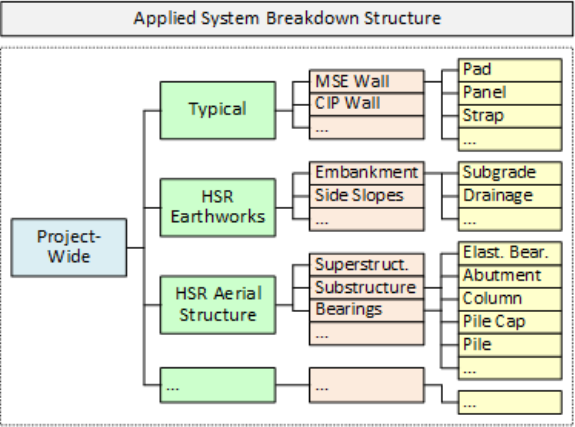 Applied System Breakdown Structure
Project-
Wide
Typical
MSE Wall
CIP Wall
...
Pad
Panel
Strap
...
HSR
Earthworks
Embankment
Side Slopes
...
Subgrade
Drainage
...
HSR Aerial
Structure
Superstruct.
Substructure
Bearings
...
Elast. Bear.
Abutment
Column
Pile Cap
Pile
...
...
...
...